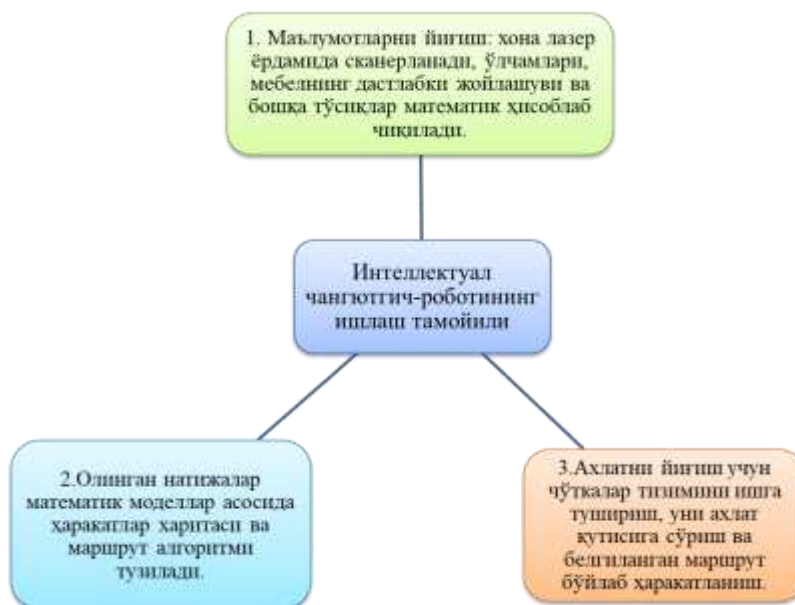 1. Маълумотларни йиғиш: хона лазер
ёрдамида сканерланади, ўлчамлари,
мебелнинг дастлабки жойлашуви ва
бошқа тўсиқлар математик ҳисоблаб
чиқилади.
Интеллектуал
чангютгич-роботининг
ишлаш тамойили
2.Олинган натижалар
математик моделлар асосида
ҳаракатлар харитаси ва
маршрут алгоритми
тузилади.
3.Ахлатни йиғиш учун
чўткалар тизимини ишга
тушириш, уни ахлат
қутисига сўриш ва
белгиланган маршрут
бўйлаб ҳаракатланиш.